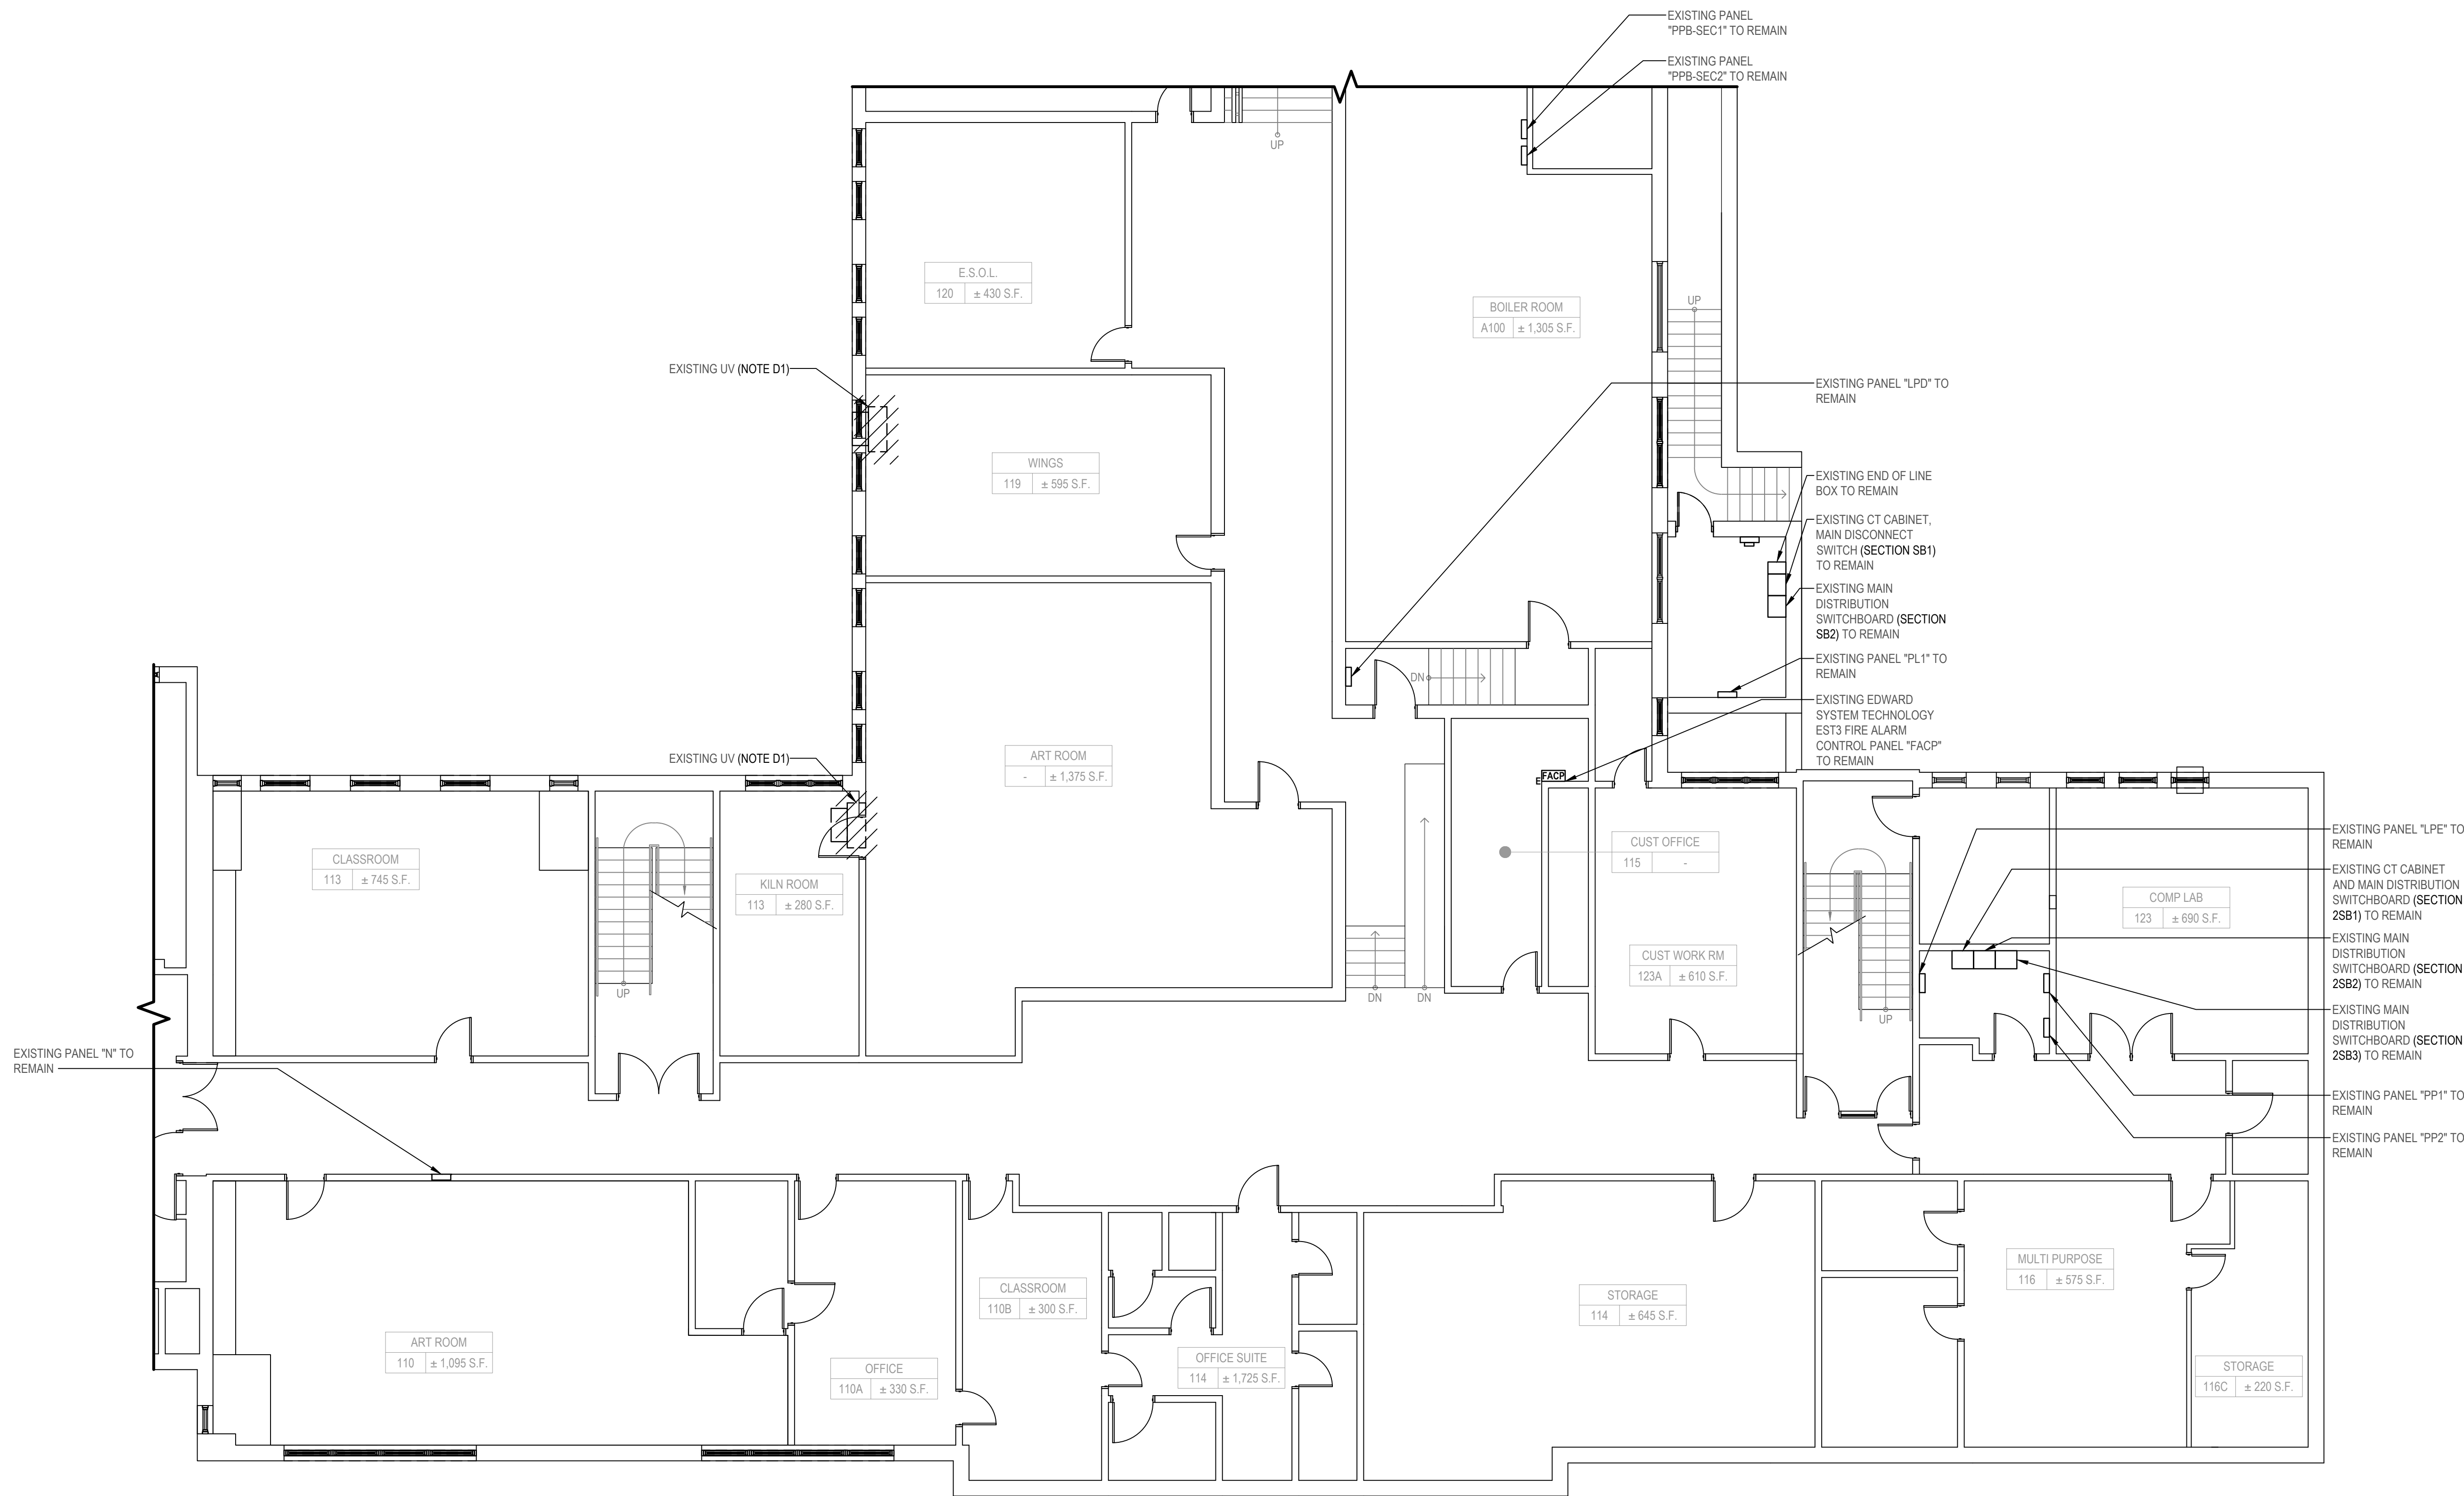 EXISTING PANEL
"PPB-SEC1" TO REMAIN
EXISTING PANEL
"PPB-SEC2" TO REMAIN
UP
E.S.O.L.
120 ± 430 S.F.
BOILER ROOM
A100 ± 1,305 S.F.
UP
EXISTING UV (NOTE D1)
EXISTING PANEL "LPD" TO
REMAIN
WINGS
119 ± 595 S.F.
EXISTING END OF LINE
BOX TO REMAIN
EXISTING CT CABINET,
MAIN DISCONNECT
SWITCH (SECTION SB1)
TO REMAIN
EXISTING MAIN
DISTRIBUTION
SWITCHBOARD (SECTION
SB2) TO REMAIN
EXISTING PANEL "PL1" TO
REMAIN
DN
EXISTING EDWARD
SYSTEM TECHNOLOGY
EST3 FIRE ALARM
CONTROL PANEL "FACP"
TO REMAIN
EXISTING UV (NOTE D1)
ART ROOM
- ± 1,375 S.F.
E FACP
CLASSROOM
113 ± 745 S.F.
KILN ROOM
113 ± 280 S.F.
CUST OFFICE
115 -
EXISTING PANEL "LPE" TO
REMAIN
EXISTING CT CABINET
AND MAIN DISTRIBUTION
SWITCHBOARD (SECTION
2SB1) TO REMAIN
COMP LAB
123 ± 690 S.F.
EXISTING MAIN
DISTRIBUTION
SWITCHBOARD (SECTION
2SB2) TO REMAIN
CUST WORK RM
123A ± 610 S.F.
UP
DN
DN
UP
EXISTING MAIN
DISTRIBUTION
SWITCHBOARD (SECTION
2SB3) TO REMAIN
EXISTING PANEL "N" TO
REMAIN
EXISTING PANEL "PP1" TO
REMAIN
EXISTING PANEL "PP2" TO
REMAIN
MULTI PURPOSE
116 ± 575 S.F.
CLASSROOM
110B ± 300 S.F.
STORAGE
114 ± 645 S.F.
ART ROOM
110 ± 1,095 S.F.
OFFICE
110A ± 330 S.F.
OFFICE SUITE
114 ± 1,725 S.F.
STORAGE
116C ± 220 S.F.